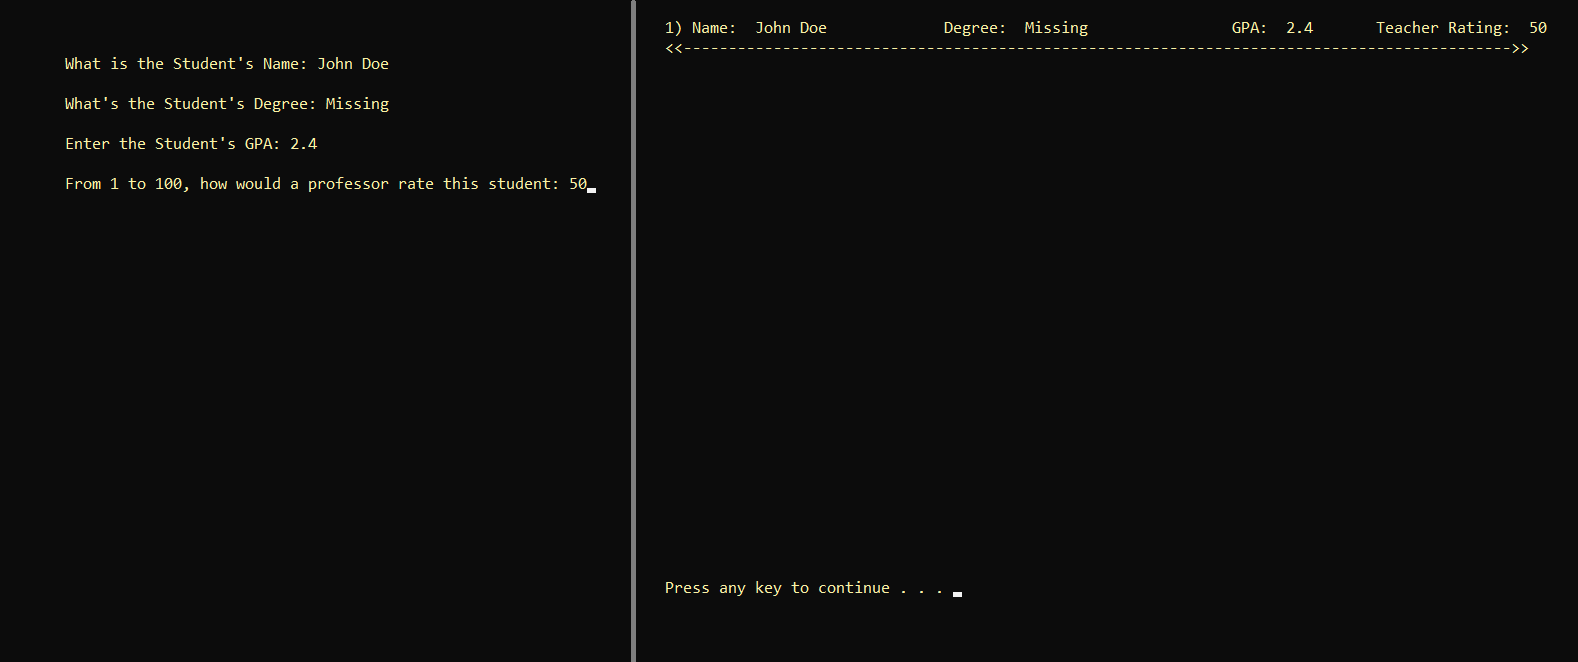 What is the Student's Name: John Doe
What's the Student's Degree: Missing
Enter the Student's GPA: 2.4
From 1 to 100, how would a professor rate this student: 50
1) Name: John Doe Degree: Missing GPA: 2.4 Teacher Rating: 50
<<-------------------------------------------------------------------------------------------->>
Press any key to continue . . .